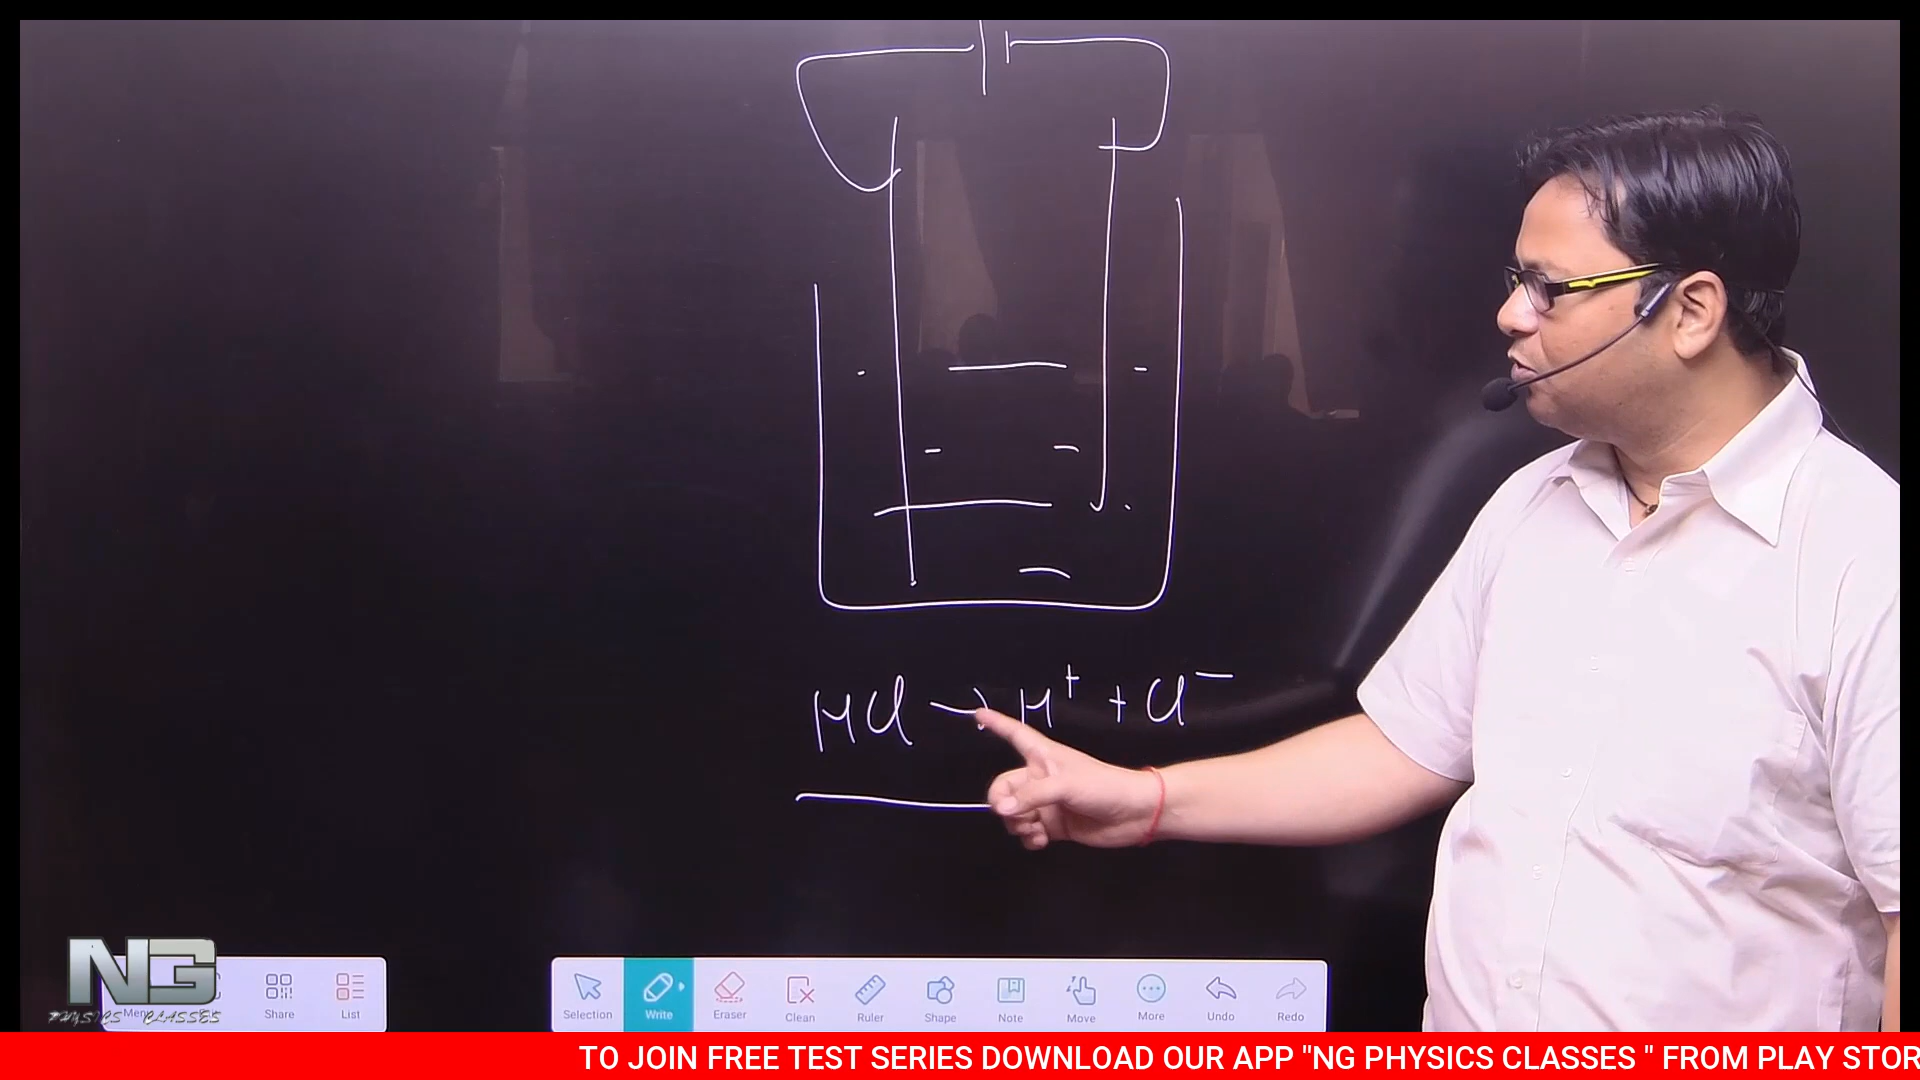 HCl → H⁺ + Cl⁻
NG
PHYSICS CLASSES
Share
List
Selection
Write
Eraser
Clean
Ruler
Shape
Note
Move
More
Undo
Redo
TO JOIN FREE TEST SERIES DOWNLOAD OUR APP "NG PHYSICS CLASSES " FROM PLAY STOR